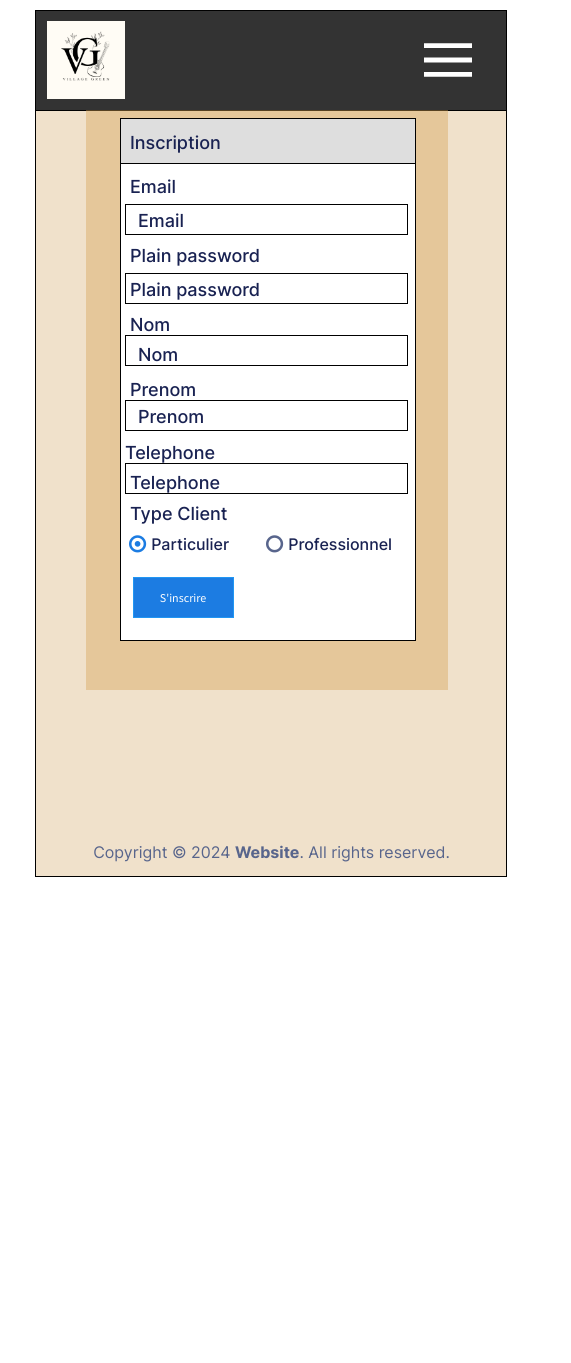 VG
VILLAGE GREEN
Inscription
Email
Email
Plain password
Plain password
Nom
Nom
Prenom
Prenom
Telephone
Telephone
Type Client
Particulier Professionnel
S'inscrire
Copyright © 2024 Website. All rights reserved.